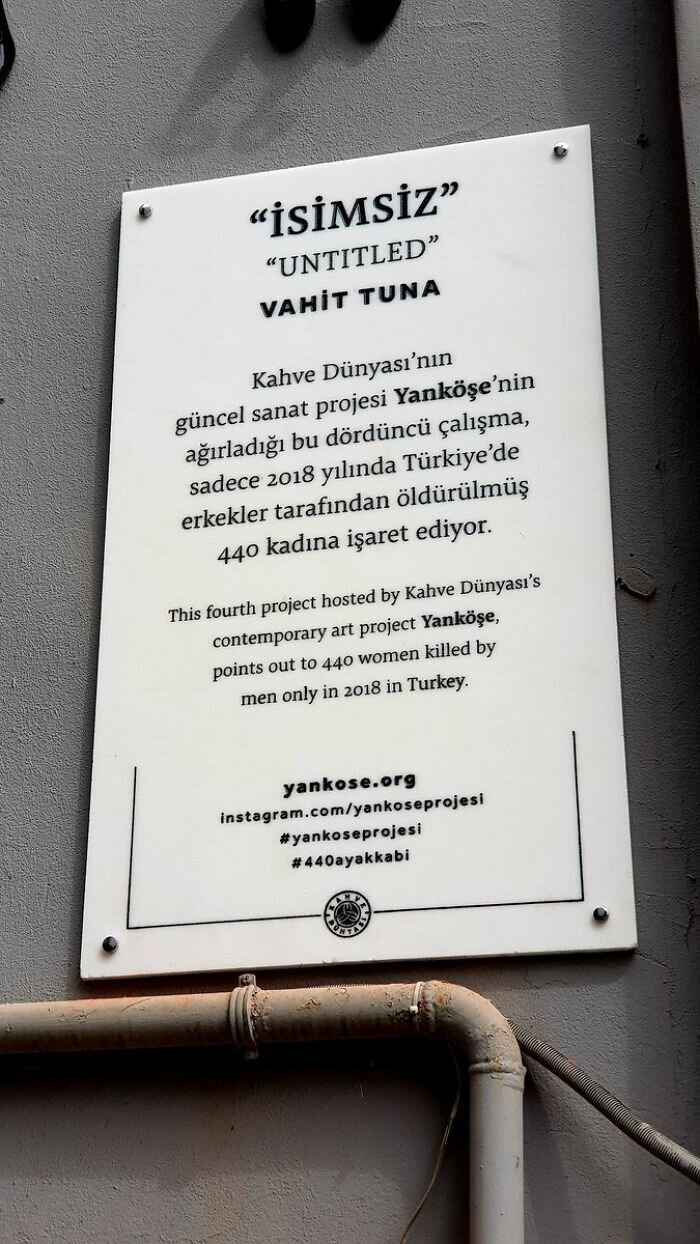 “İSİMSİZ”
“UNTITLED”
VAHİT TUNA
Kahve Dünyası’nın
güncel sanat projesi Yanköşe’nin
ağırladığı bu dördüncü çalışma,
sadece 2018 yılında Türkiye’de
erkekler tarafından öldürülmüş
440 kadına işaret ediyor.
This fourth project hosted by Kahve Dünyası’s
contemporary art project Yanköşe,
points out to 440 women killed by
men only in 2018 in Turkey.
yankose.org
instagram.com/yankoseprojesi
#yankoseprojesi
#440ayakkabi
KAHVE
DÜNYASI